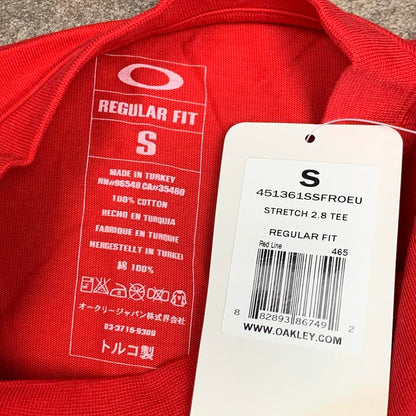 REGULAR FIT
S
MADE IN TURKEY
RN#96548 CA#35460
100% COTTON
HECHO EN TURQUIA
FABRIQUE EN TURQUIE
HERGESTELLT IN TURKEI
綿 100%
オークリージャパン株式会社
03-3716-9309
トルコ製
S
451361SSFROEU
STRETCH 2.8 TEE
REGULAR FIT
Red Line 465
8 82893 86749 2
WWW.OAKLEY.COM